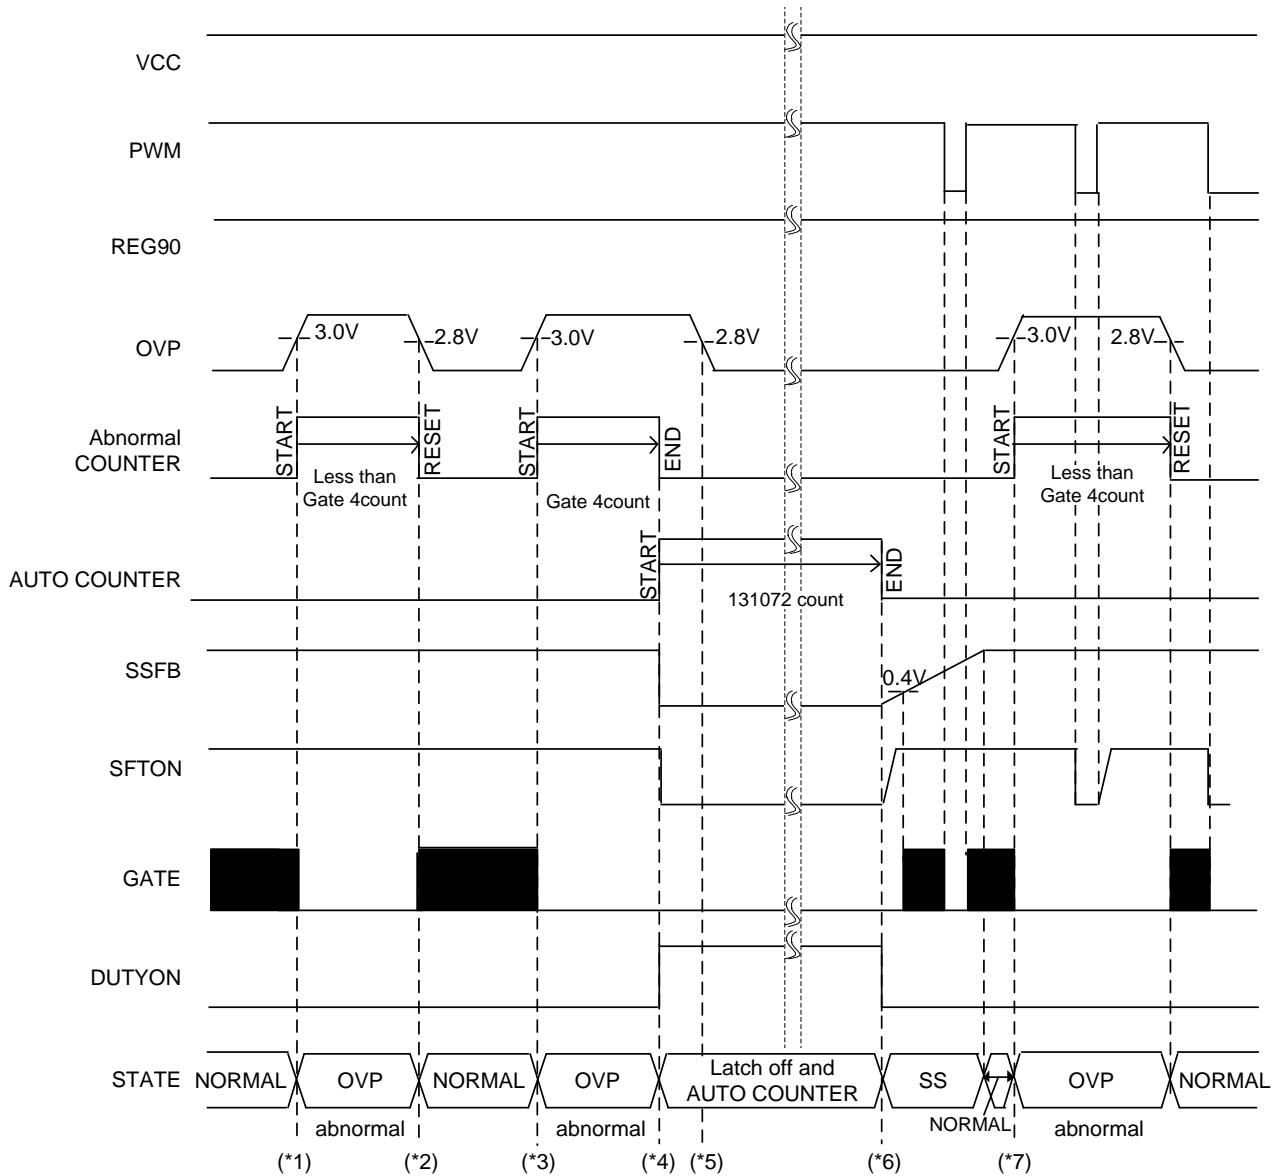 VCC
PWM
REG90
OVP
3.0V
2.8V
3.0V
2.8V
3.0V
2.8V
Abnormal
COUNTER
START
RESET
START
END
START
RESET
Less than
Gate 4count
Gate 4count
Less than
Gate 4count
AUTO COUNTER
START
END
131072 count
SSFB
0.4V
SFTON
GATE
DUTYON
STATE
NORMAL
OVP
NORMAL
OVP
Latch off and
AUTO COUNTER
SS
NORMAL
OVP
NORMAL
abnormal
abnormal
abnormal
(*1)
(*2)
(*3)
(*4)
(*5)
(*6)
(*7)